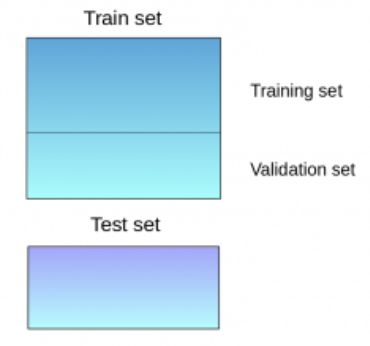 Train set
Training set
Validation set
Test set